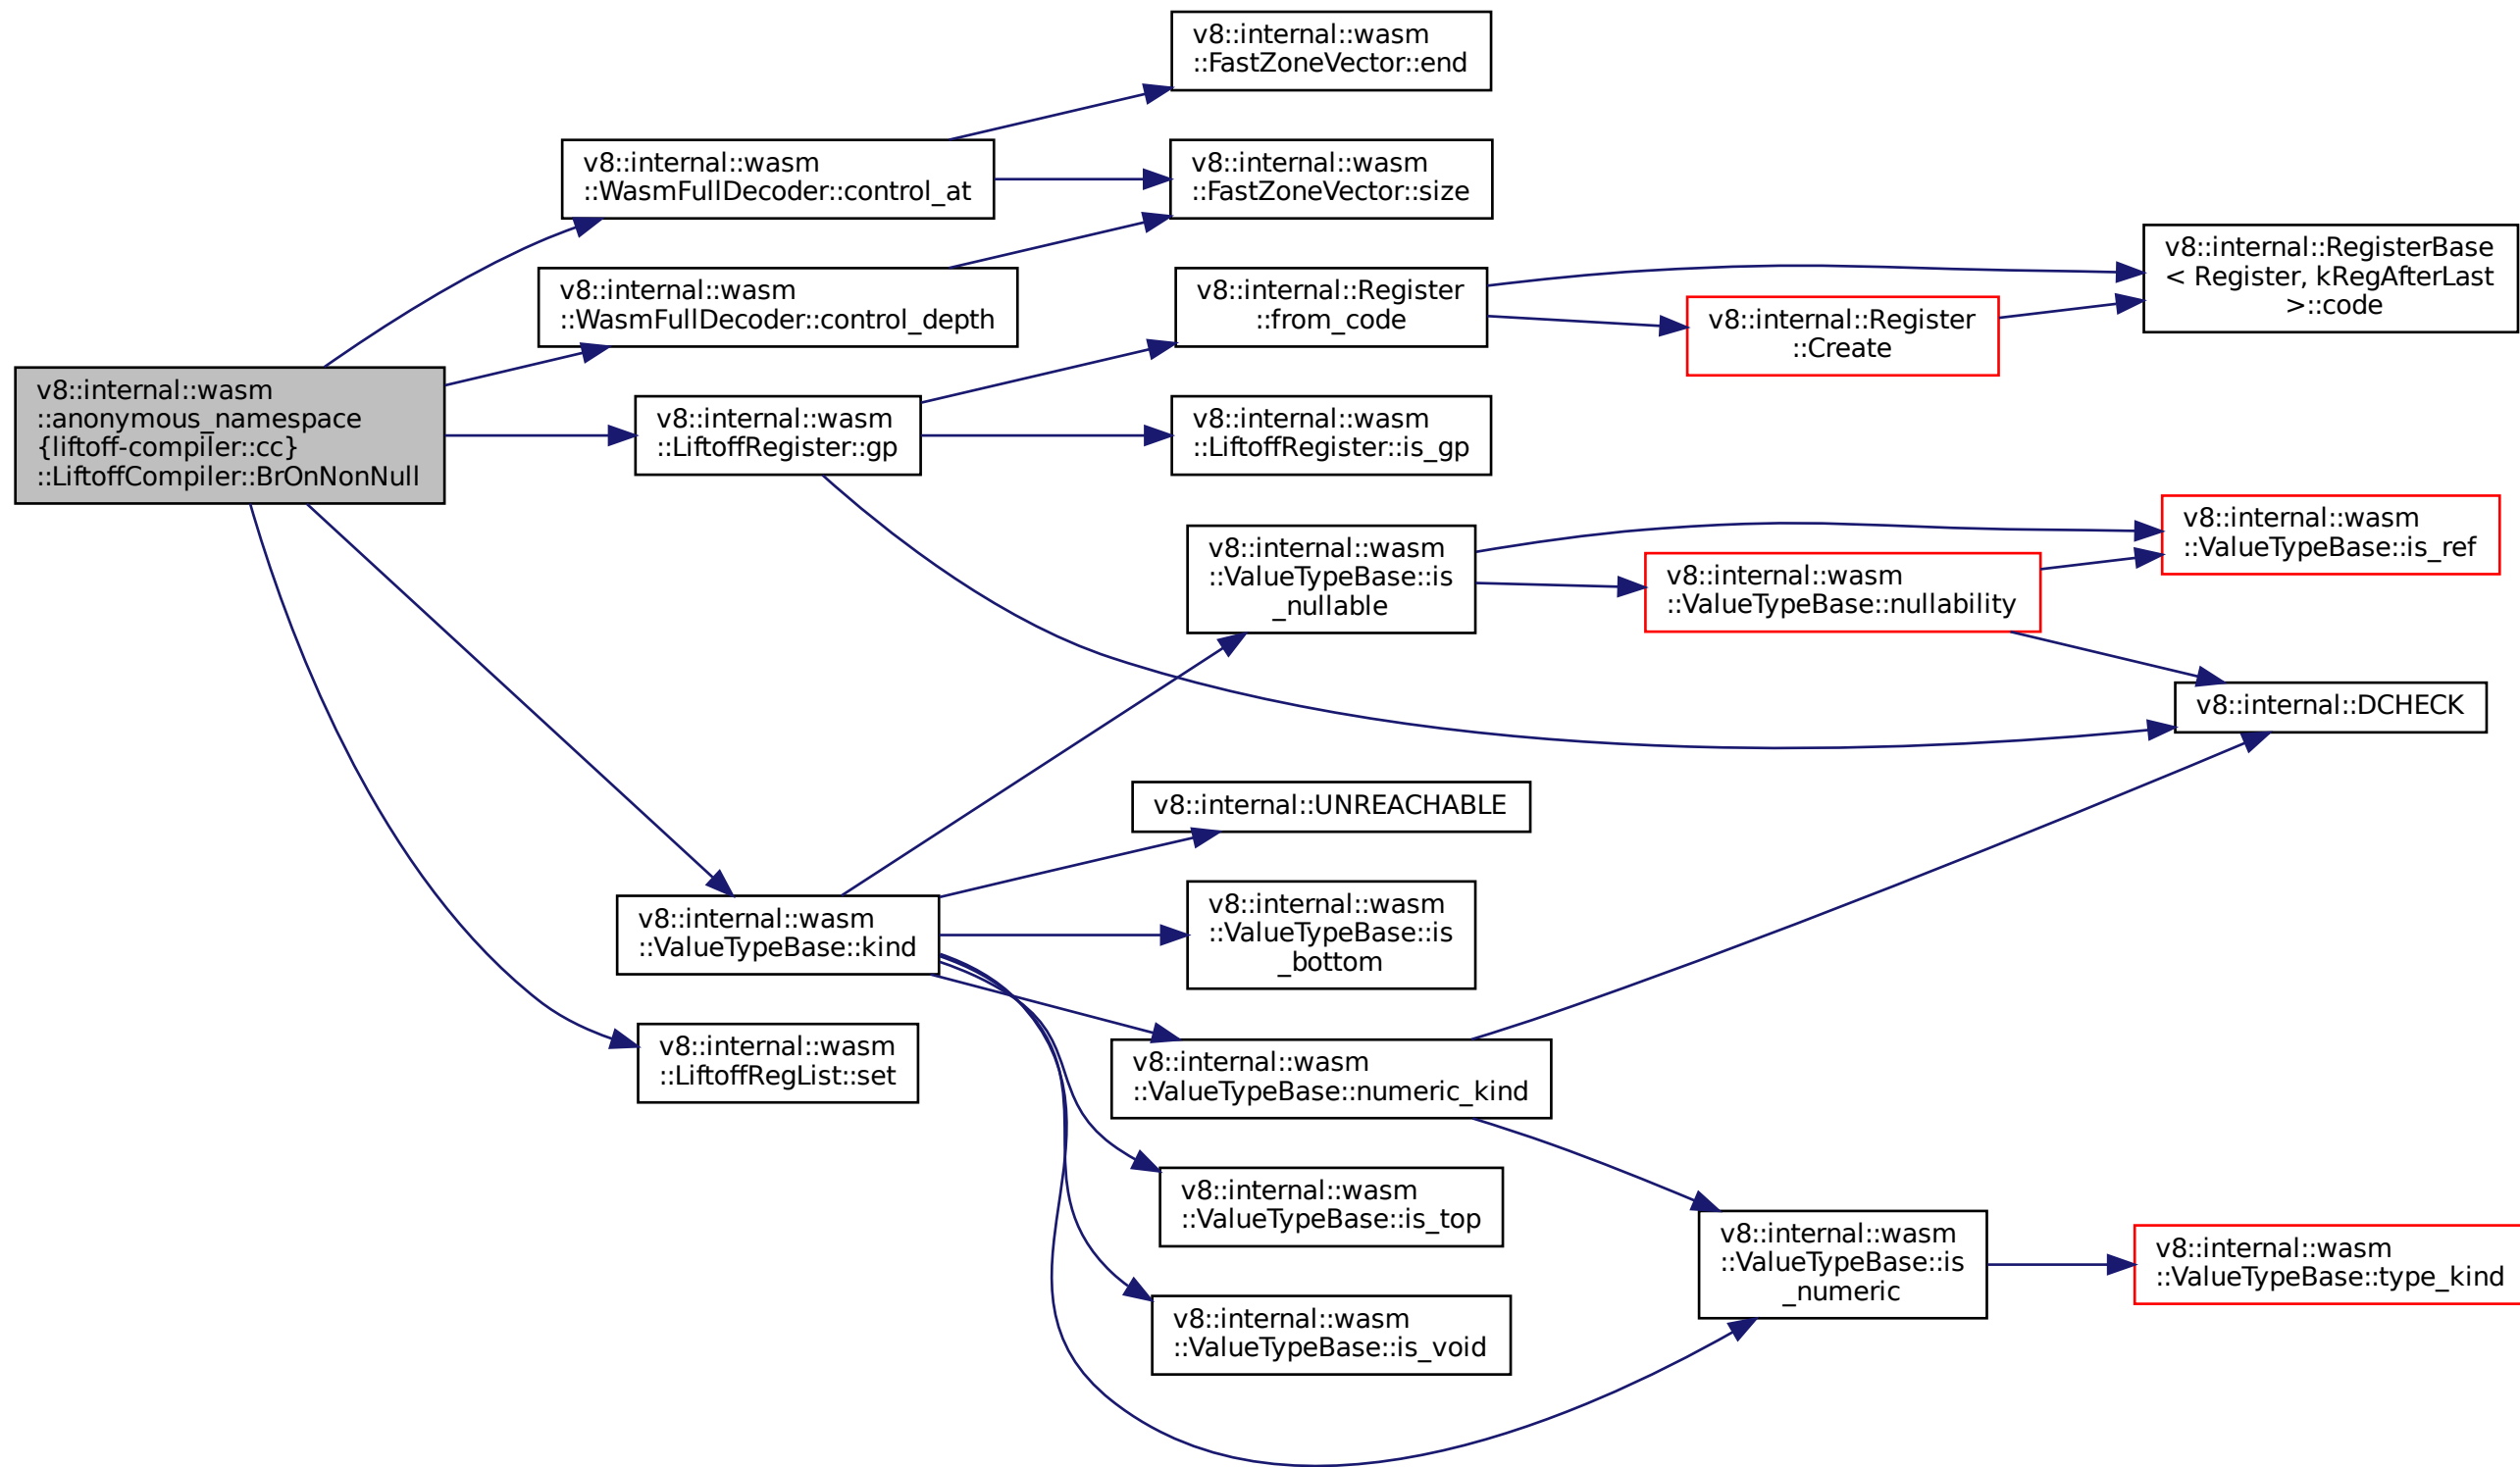 v8::internal::wasm
::FastZoneVector::end
v8::internal::wasm
::WasmFullDecoder::control_at
v8::internal::wasm
::FastZoneVector::size
v8::internal::RegisterBase
< Register, kRegAfterLast
>::code
v8::internal::wasm
::WasmFullDecoder::control_depth
v8::internal::Register
::from_code
v8::internal::Register
::Create
v8::internal::wasm
::anonymous_namespace
{liftoff-compiler::cc}
::LiftoffCompiler::BrOnNonNull
v8::internal::wasm
::LiftoffRegister::gp
v8::internal::wasm
::LiftoffRegister::is_gp
v8::internal::wasm
::ValueTypeBase::is_ref
v8::internal::wasm
::ValueTypeBase::is
_nullable
v8::internal::wasm
::ValueTypeBase::nullability
v8::internal::DCHECK
v8::internal::UNREACHABLE
v8::internal::wasm
::ValueTypeBase::kind
v8::internal::wasm
::ValueTypeBase::is
_bottom
v8::internal::wasm
::LiftoffRegList::set
v8::internal::wasm
::ValueTypeBase::numeric_kind
v8::internal::wasm
::ValueTypeBase::is_top
v8::internal::wasm
::ValueTypeBase::is
_numeric
v8::internal::wasm
::ValueTypeBase::type_kind
v8::internal::wasm
::ValueTypeBase::is_void